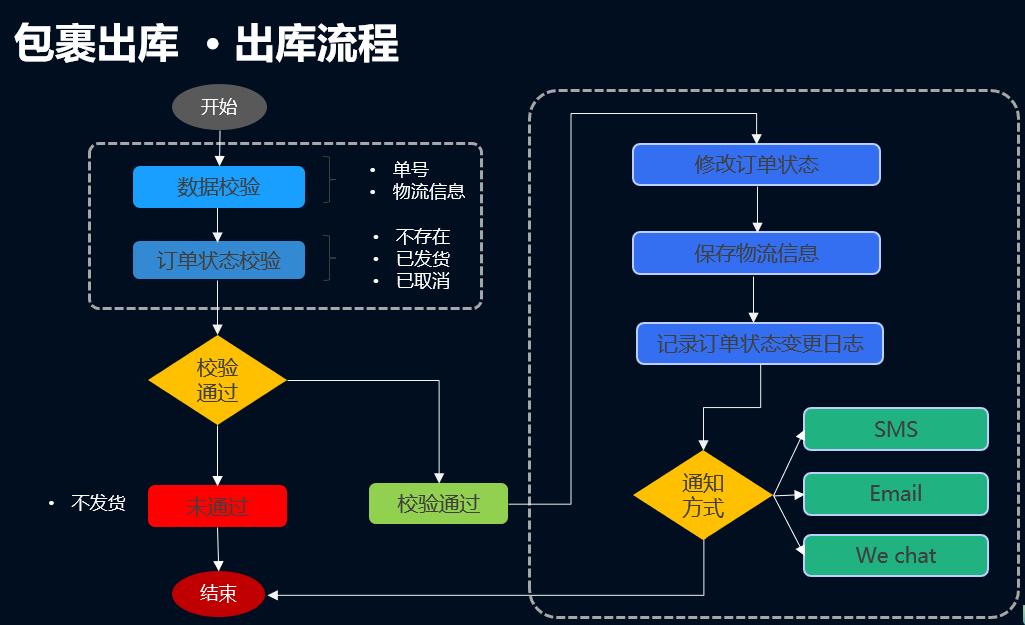 包裹出库 · 出库流程
开始
数据校验
• 单号
• 物流信息
订单状态校验
• 不存在
• 已发货
• 已取消
校验
通过
• 不发货
未通过
校验通过
结束
修改订单状态
保存物流信息
记录订单状态变更日志
通知
方式
SMS
Email
We chat